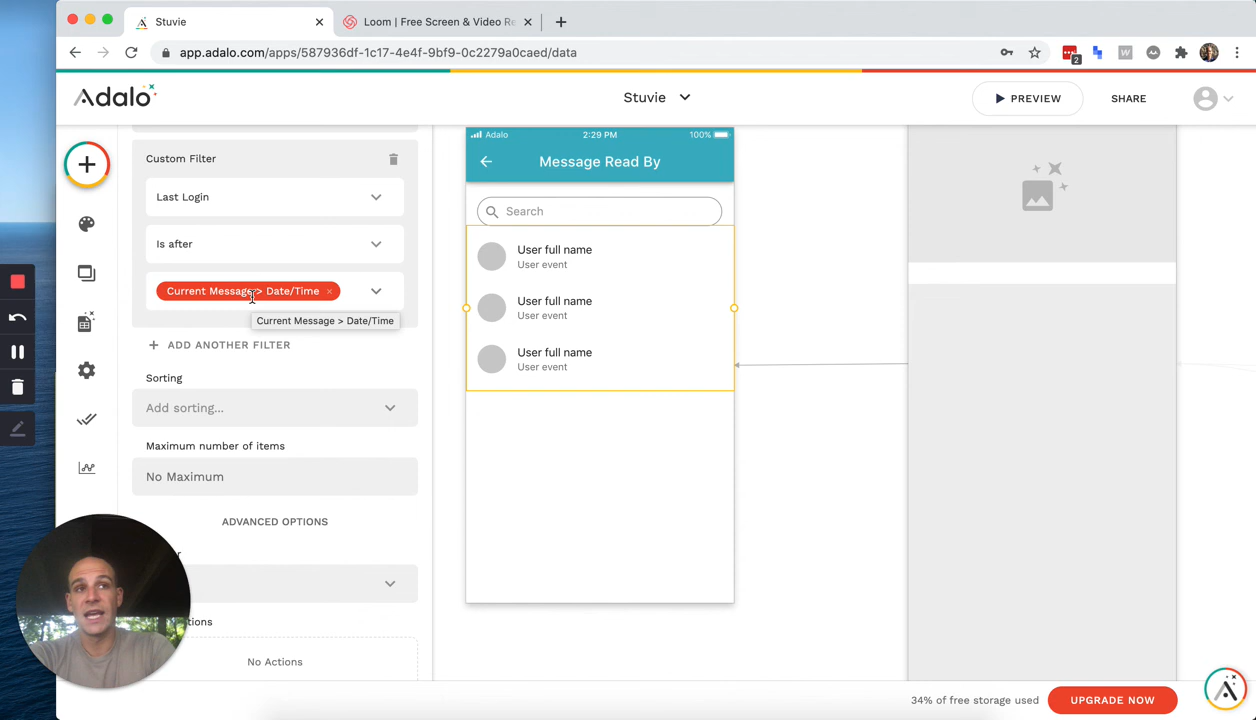 Stuvie
Loom | Free Screen & Video Re
app.adalo.com/apps/587936df-1c17-4e4f-9bf9-0c2279a0caed/data
2
Adalo
Stuvie
PREVIEW
SHARE
Custom Filter
Last Login
Is after
Current Message > Date/Time ×
Current Message > Date/Time
+ ADD ANOTHER FILTER
Sorting
Add sorting...
Maximum number of items
No Maximum
ADVANCED OPTIONS
No Actions
Adalo 2:29 PM 100%
Message Read By
Search
User full name
User event
User full name
User event
User full name
User event
34% of free storage used
UPGRADE NOW